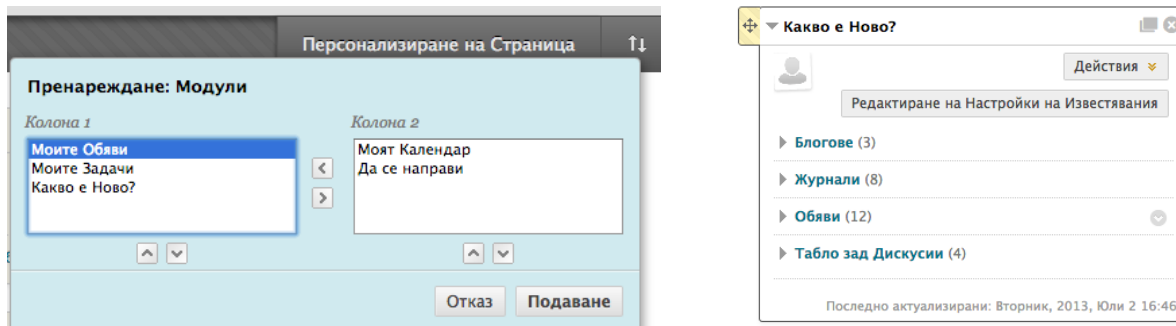 Персонализиране на Страница
Пренареждане: Модули
Колона 1
Колона 2
Моите Обяви
Моите Задачи
Какво е Ново?
Моят Календар
Да се направи
Отказ
Подаване
Какво е Ново?
Действия
Редактиране на Настройки на Известявания
Блогове (3)
Журнали (8)
Обяви (12)
Табло зад Дискусии (4)
Последно актуализирани: Вторник, 2013, Юли 2 16:46